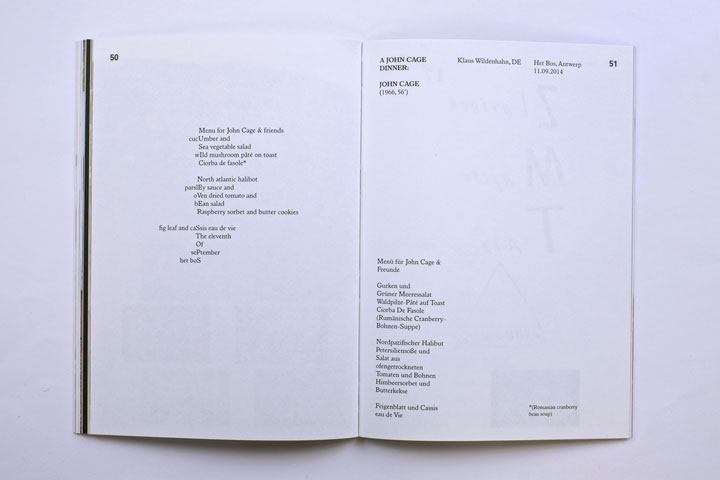 50
Menu for John Cage & friends
cucUmber and
Sea vegetable salad
wIld mushroom pâté on toast
Ciorba de fasole*
North atlantic halibot
parslEy sauce and
oVen dried tomato and
bEan salad
Raspberry sorbet and butter cookies
fig leaf and caSsis eau de vie
The eleventh
Of
sePtember
het boS
A JOHN CAGE
DINNER:
JOHN CAGE
(1966, 56')
Klaus Wildenhahn, DE
Het Bos, Antwerp
11.09.2014
51
Menü für John Cage &
Freunde
Gurken und
Grüner Meeressalat
Waldpilze-Pâté auf Toast
Ciorba De Fasole
(Rumänische Cranberry-
Bohnen-Suppe)
Nordpazifischer Halibut
Petersiliensoße und
Salat aus
ofengetrockneten
Tomaten und Bohnen
Himbeersorbet und
Butterkekse
Feigenblatt und Cassis
eau de Vie
*(Romanian cranberry
bean soup)